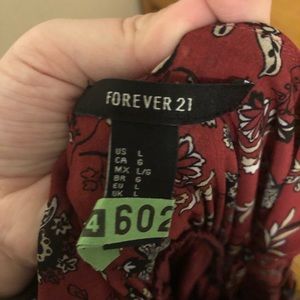 FOREVER 21
US L
CA G
MX L/G
BR G
EU L
UK L
4 602